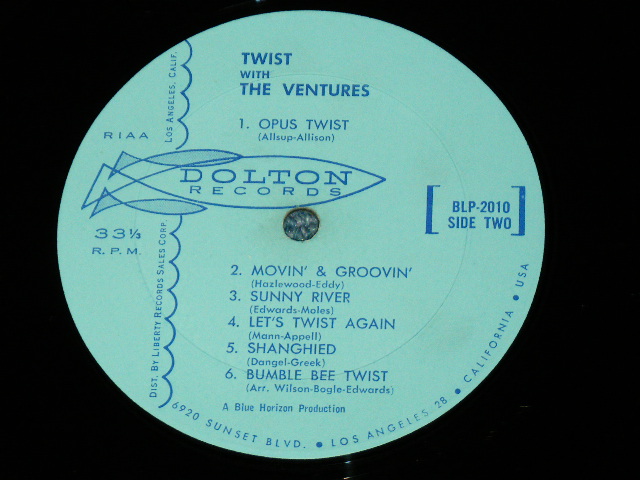 TWIST
WITH
THE VENTURES
1. OPUS TWIST
(Allsup-Allison)
RIAA
LOS ANGELES, CALIF.
DOLTON
RECORDS
33⅓
R.P.M.
[BLP-2010
SIDE TWO]
DIST. BY LIBERTY RECORDS SALES CORP.
2. MOVIN' & GROOVIN'
(Hazlewood-Eddy)
3. SUNNY RIVER
(Edwards-Moles)
4. LET'S TWIST AGAIN
(Mann-Appell)
5. SHANGHIED
(Dangel-Greek)
6. BUMBLE BEE TWIST
(Arr. Wilson-Bogle-Edwards)
A Blue Horizon Production
6920 SUNSET BLVD. • LOS ANGELES 28 • CALIFORNIA • USA